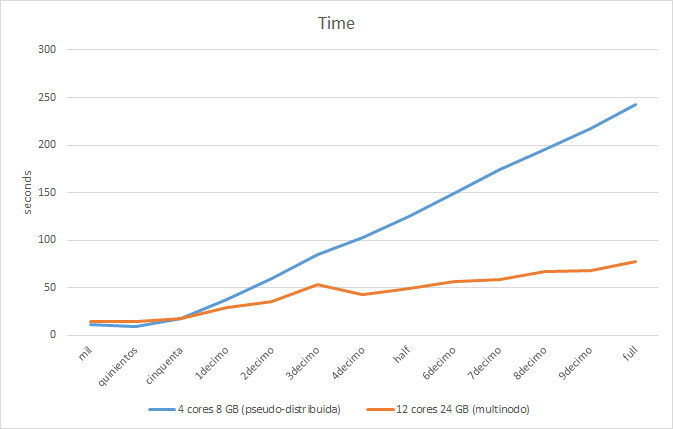 Time
300
250
200
150
100
50
0
seconds
mil
quinientos
cinquenta
1decimo
2decimo
3decimo
4decimo
half
6decimo
7decimo
8decimo
9decimo
full
4 cores 8 GB (pseudo-distribuida)
12 cores 24 GB (multinodo)